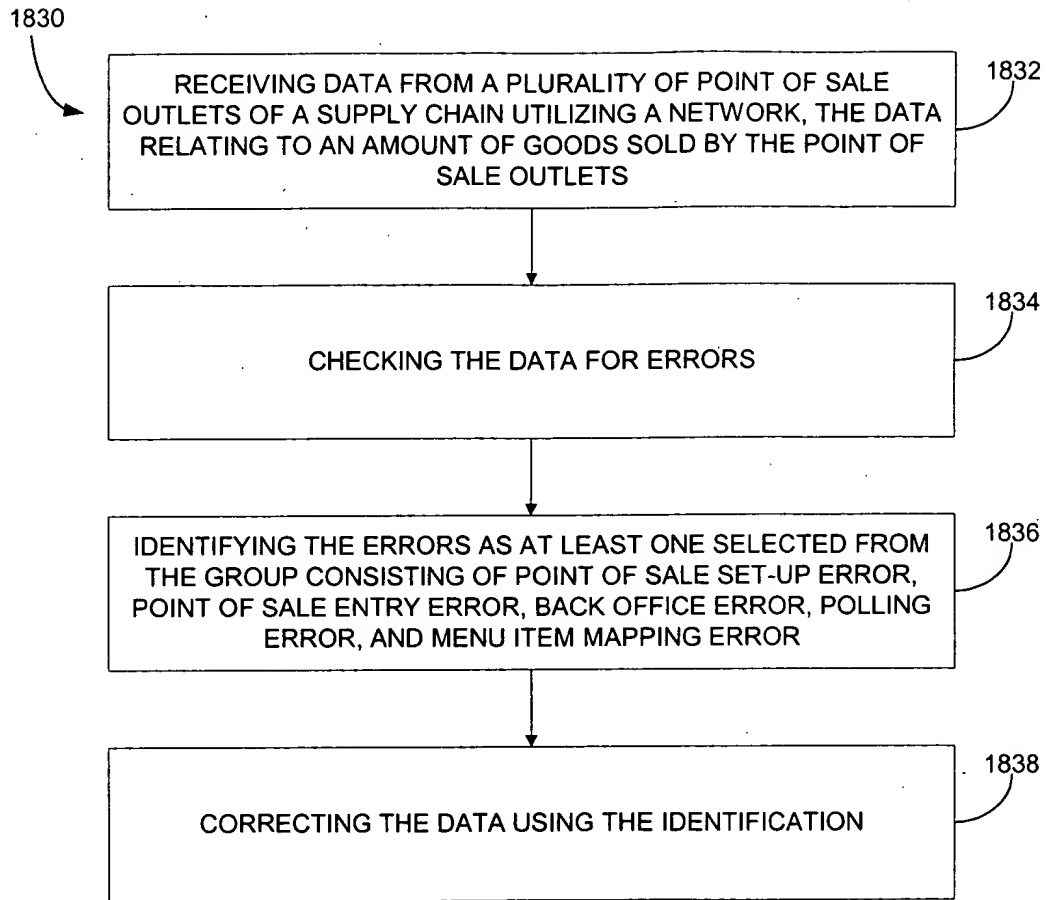 1830
RECEIVING DATA FROM A PLURALITY OF POINT OF SALE
OUTLETS OF A SUPPLY CHAIN UTILIZING A NETWORK, THE DATA
RELATING TO AN AMOUNT OF GOODS SOLD BY THE POINT OF
SALE OUTLETS
1832
CHECKING THE DATA FOR ERRORS
1834
IDENTIFYING THE ERRORS AS AT LEAST ONE SELECTED FROM
THE GROUP CONSISTING OF POINT OF SALE SET-UP ERROR,
POINT OF SALE ENTRY ERROR, BACK OFFICE ERROR, POLLING
ERROR, AND MENU ITEM MAPPING ERROR
1836
CORRECTING THE DATA USING THE IDENTIFICATION
1838